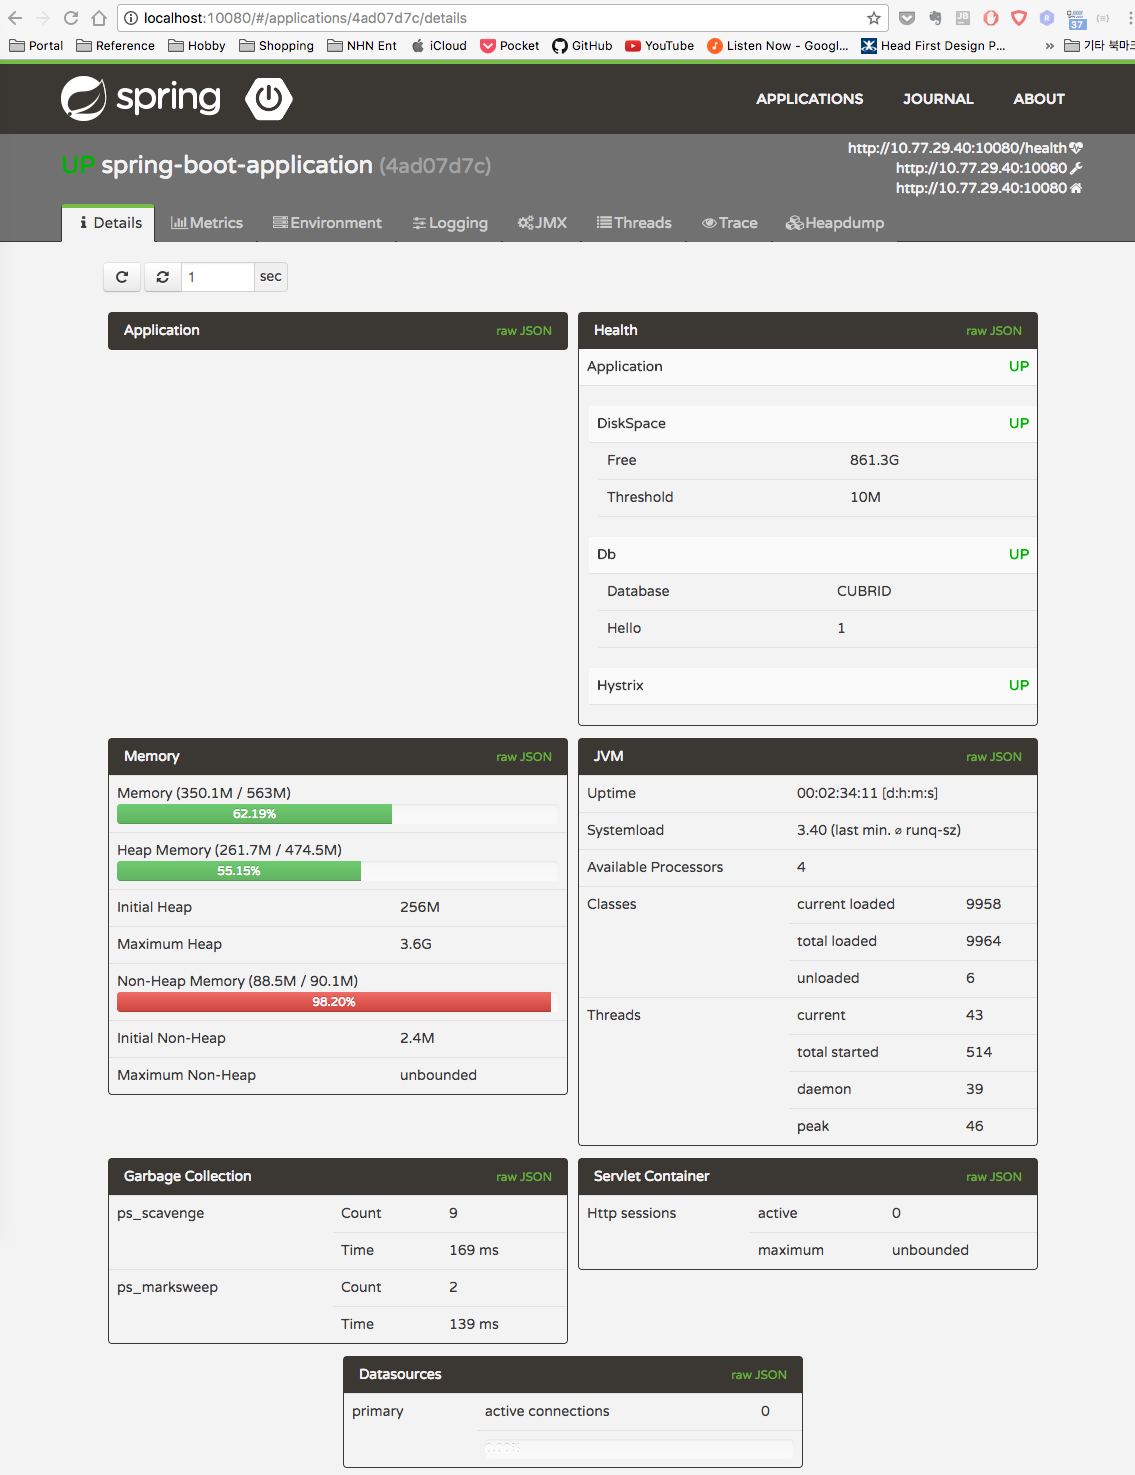 localhost:10080/#/applications/4ad07d7c/details
Portal Reference Hobby Shopping NHN Ent iCloud Pocket GitHub YouTube Listen Now - Googl... Head First Design P... » 기타 북마크
37
spring
APPLICATIONS JOURNAL ABOUT
UP spring-boot-application (4ad07d7c)
http://10.77.29.40:10080/health
http://10.77.29.40:10080
http://10.77.29.40:10080
Details Metrics Environment Logging JMX Threads Trace Heapdump
1 sec
Application raw JSON
Health raw JSON
Application UP
DiskSpace UP
Free 861.3G
Threshold 10M
Db UP
Database CUBRID
Hello 1
Hystrix UP
Memory raw JSON
Memory (350.1M / 563M)
62.19%
Heap Memory (261.7M / 474.5M)
55.15%
Initial Heap 256M
Maximum Heap 3.6G
Non-Heap Memory (88.5M / 90.1M)
98.20%
Initial Non-Heap 2.4M
Maximum Non-Heap unbounded
JVM raw JSON
Uptime 00:02:34:11 [d:h:m:s]
Systemload 3.40 (last min. ⌀ runq-sz)
Available Processors 4
Classes current loaded 9958
total loaded 9964
unloaded 6
Threads current 43
total started 514
daemon 39
peak 46
Garbage Collection raw JSON
ps_scavenge Count 9
Time 169 ms
ps_marksweep Count 2
Time 139 ms
Servlet Container raw JSON
Http sessions active 0
maximum unbounded
Datasources raw JSON
primary active connections 0